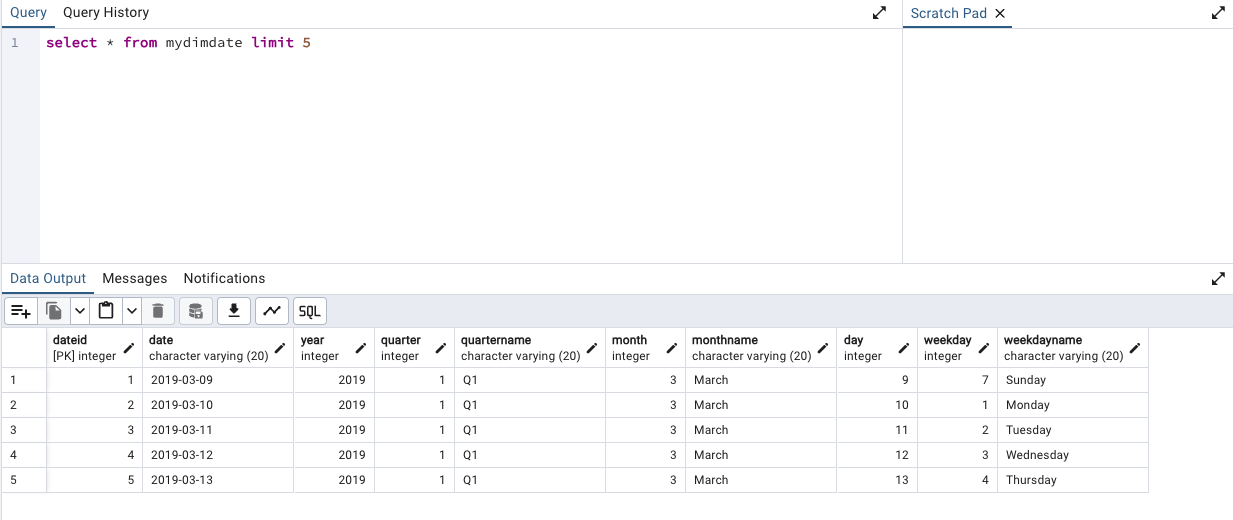 Query Query History Scratch Pad
1 select * from mydimdate limit 5
Data Output Messages Notifications
SQL
dateid date year quarter quartername month monthname day weekday weekdayname
[PK] integer character varying (20) integer integer character varying (20) integer character varying (20) integer integer character varying (20)
1 1 2019-03-09 2019 1 Q1 3 March 9 7 Sunday
2 2 2019-03-10 2019 1 Q1 3 March 10 1 Monday
3 3 2019-03-11 2019 1 Q1 3 March 11 2 Tuesday
4 4 2019-03-12 2019 1 Q1 3 March 12 3 Wednesday
5 5 2019-03-13 2019 1 Q1 3 March 13 4 Thursday